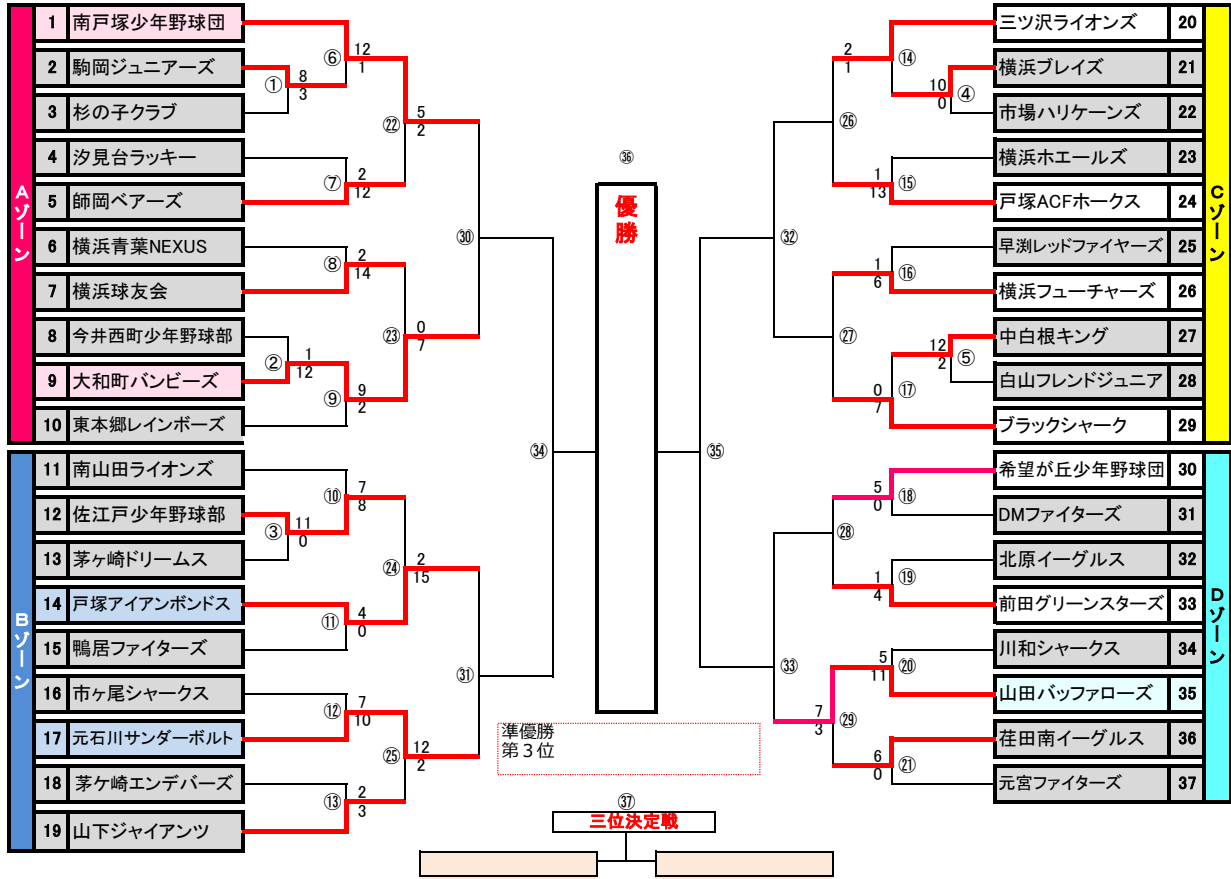 Aゾーン
1 南戸塚少年野球団
2 駒岡ジュニアーズ
3 杉の子クラブ
4 汐見台ラッキー
5 師岡ベアーズ
6 横浜青葉NEXUS
7 横浜球友会
8 今井西町少年野球部
9 大和町バンビーズ
10 東本郷レインボーズ
① 8 3
② 1 12
⑥ 12 1
⑦ 2 12
⑧ 2 14
⑨ 9 2
㉒ 5 2
㉓ 0 7
㉚
Bゾーン
11 南山田ライオンズ
12 佐江戸少年野球部
13 茅ヶ崎ドリームス
14 戸塚アイアンボンドス
15 鴨居ファイターズ
16 市ヶ尾シャークス
17 元石川サンダーボルト
18 茅ケ崎エンデバーズ
19 山下ジャイアンツ
③ 11 0
⑩ 7 8
⑪ 4 0
⑫ 7 10
⑬ 2 3
㉔ 2 15
㉕ 12 2
㉛
㉞
㊱
優勝
準優勝
第３位
㊲
三位決定戦
㉟
Cゾーン
三ツ沢ライオンズ 20
横浜ブレイズ 21
市場ハリケーンズ 22
横浜ホエールズ 23
戸塚ACFホークス 24
早渕レッドファイヤーズ 25
横浜フューチャーズ 26
中白根キング 27
白山フレンドジュニア 28
ブラックシャーク 29
2 1 ⑭
10 0 ④
1 13 ⑮
1 6 ⑯
12 2 ⑤
0 7 ⑰
㉖
㉗
㉜
Dゾーン
希望が丘少年野球団 30
DMファイターズ 31
北原イーグルス 32
前田グリーンスターズ 33
川和シャークス 34
山田バッファローズ 35
荏田南イーグルス 36
元宮ファイターズ 37
5 0 ⑱
1 4 ⑲
5 11 ⑳
6 0 ㉑
㉘
7 3 ㉙
㉝